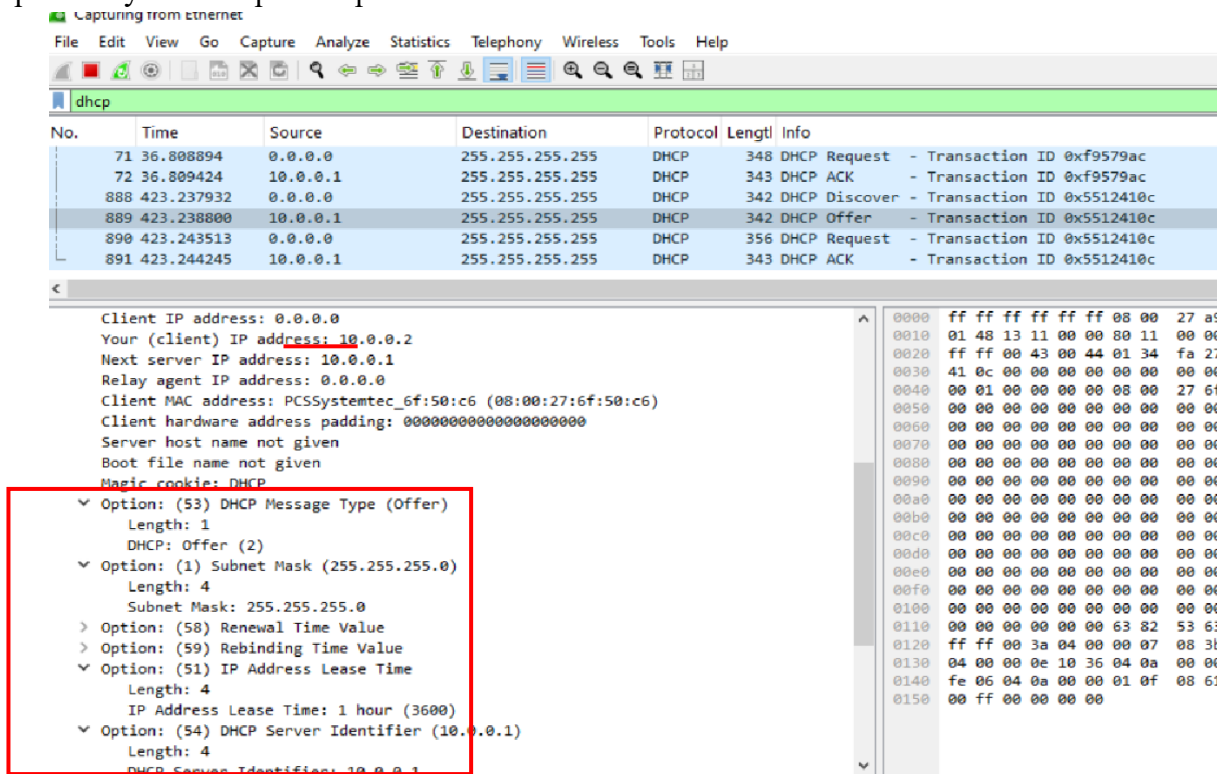 Capturing from Ethernet
File Edit View Go Capture Analyze Statistics Telephony Wireless Tools Help
dhcp
No. Time Source Destination Protocol Lengtl Info
71 36.808894 0.0.0.0 255.255.255.255 DHCP 348 DHCP Request - Transaction ID 0xf9579ac
72 36.809424 10.0.0.1 255.255.255.255 DHCP 343 DHCP ACK - Transaction ID 0xf9579ac
888 423.237932 0.0.0.0 255.255.255.255 DHCP 342 DHCP Discover - Transaction ID 0x5512410c
889 423.238800 10.0.0.1 255.255.255.255 DHCP 342 DHCP Offer - Transaction ID 0x5512410c
890 423.243513 0.0.0.0 255.255.255.255 DHCP 356 DHCP Request - Transaction ID 0x5512410c
891 423.244245 10.0.0.1 255.255.255.255 DHCP 343 DHCP ACK - Transaction ID 0x5512410c
Client IP address: 0.0.0.0
Your (client) IP address: 10.0.0.2
Next server IP address: 10.0.0.1
Relay agent IP address: 0.0.0.0
Client MAC address: PCSSystemtec_6f:50:c6 (08:00:27:6f:50:c6)
Client hardware address padding: 00000000000000000000
Server host name not given
Boot file name not given
Magic cookie: DHCP
Option: (53) DHCP Message Type (Offer)
Length: 1
DHCP: Offer (2)
Option: (1) Subnet Mask (255.255.255.0)
Length: 4
Subnet Mask: 255.255.255.0
Option: (58) Renewal Time Value
Option: (59) Rebinding Time Value
Option: (51) IP Address Lease Time
Length: 4
IP Address Lease Time: 1 hour (3600)
Option: (54) DHCP Server Identifier (10.0.0.1)
Length: 4
DHCP Server Identifier: 10.0.0.1
0000 ff ff ff ff ff ff 08 00 27 a9
0010 01 48 13 11 00 00 80 11 00 00
0020 ff ff 00 43 00 44 01 34 fa 27
0030 41 0c 00 00 00 00 00 00 00 00
0040 00 01 00 00 00 00 08 00 27 6f
0050 00 00 00 00 00 00 00 00 00 00
0060 00 00 00 00 00 00 00 00 00 00
0070 00 00 00 00 00 00 00 00 00 00
0080 00 00 00 00 00 00 00 00 00 00
0090 00 00 00 00 00 00 00 00 00 00
00a0 00 00 00 00 00 00 00 00 00 00
00b0 00 00 00 00 00 00 00 00 00 00
00c0 00 00 00 00 00 00 00 00 00 00
00d0 00 00 00 00 00 00 00 00 00 00
00e0 00 00 00 00 00 00 00 00 00 00
00f0 00 00 00 00 00 00 00 00 00 00
0100 00 00 00 00 00 00 00 00 00 00
0110 00 00 00 00 00 00 63 82 53 63
0120 ff ff 00 3a 04 00 00 07 08 3b
0130 04 00 00 0e 10 36 04 0a 00 00
0140 fe 06 04 0a 00 00 01 0f 08 61
0150 00 ff 00 00 00 00